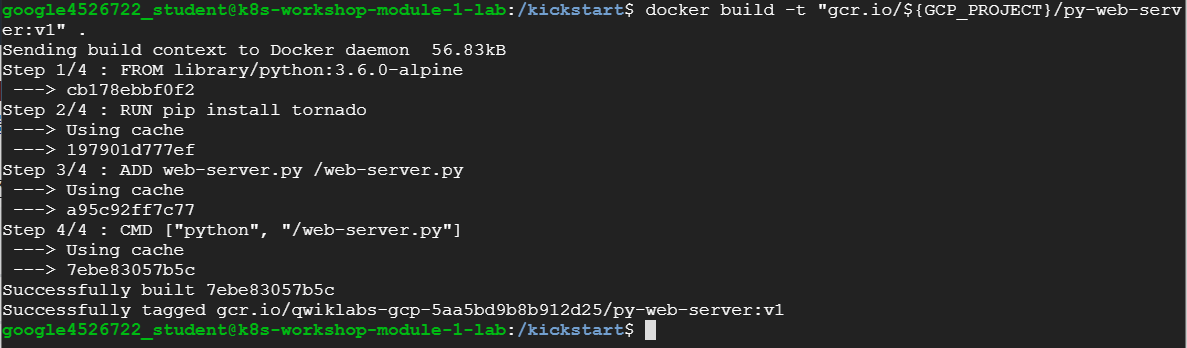 google4526722_student@k8s-workshop-module-1-lab:/kickstart$ docker build -t "gcr.io/${GCP_PROJECT}/py-web-serv
er:v1" .
Sending build context to Docker daemon  56.83kB
Step 1/4 : FROM library/python:3.6.0-alpine
 ---> cb178ebbf0f2
Step 2/4 : RUN pip install tornado
 ---> Using cache
 ---> 197901d777ef
Step 3/4 : ADD web-server.py /web-server.py
 ---> Using cache
 ---> a95c92ff7c77
Step 4/4 : CMD ["python", "/web-server.py"]
 ---> Using cache
 ---> 7ebe83057b5c
Successfully built 7ebe83057b5c
Successfully tagged gcr.io/qwiklabs-gcp-5aa5bd9b8b912d25/py-web-server:v1
google4526722_student@k8s-workshop-module-1-lab:/kickstart$